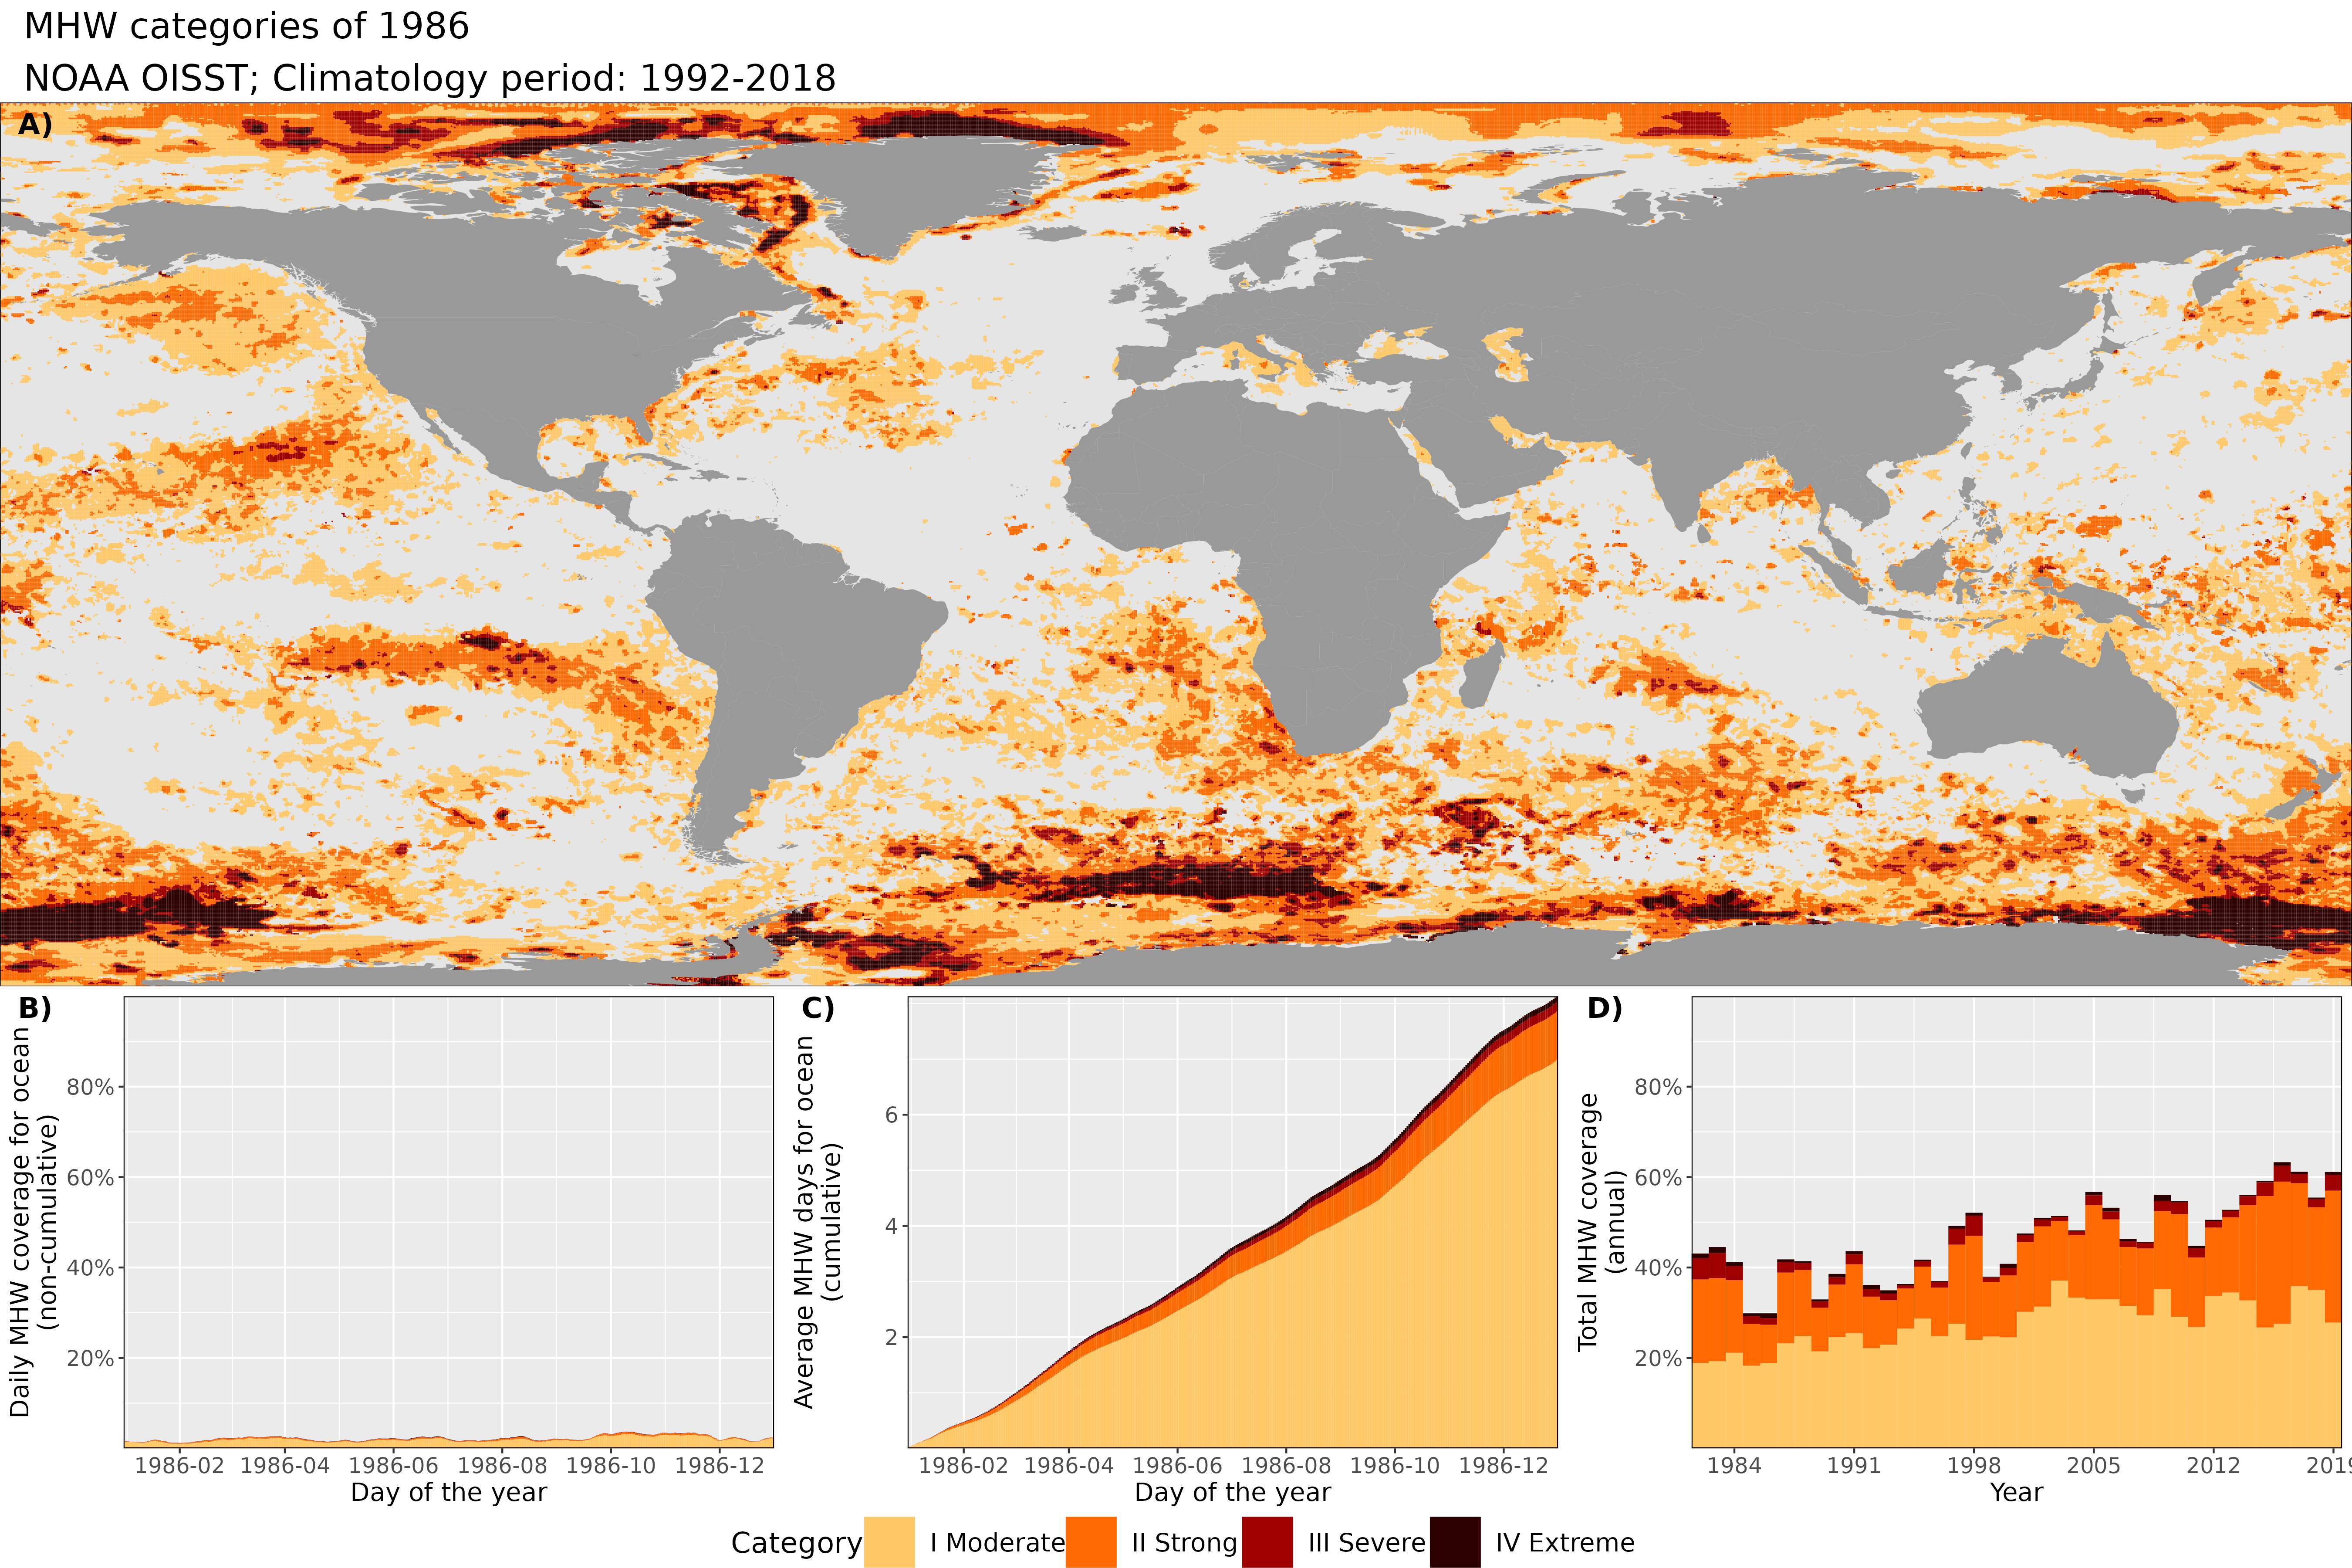 MHW categories of 1986
NOAA OISST; Climatology period: 1992-2018
A)
B)
Daily MHW coverage for ocean
(non-cumulative)
80%
60%
40%
20%
1986-02 1986-04 1986-06 1986-08 1986-10 1986-12
Day of the year
C)
Average MHW days for ocean
(cumulative)
6
4
2
1986-02 1986-04 1986-06 1986-08 1986-10 1986-12
Day of the year
D)
Total MHW coverage
(annual)
80%
60%
40%
20%
1984 1991 1998 2005 2012 2019
Year
Category I Moderate II Strong III Severe IV Extreme